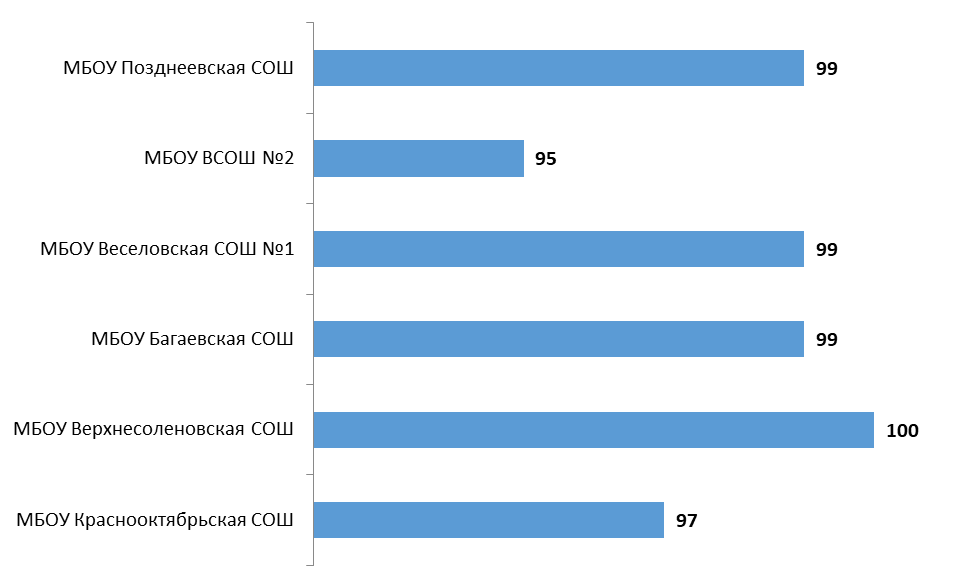 МБОУ Позднеевская СОШ 99
МБОУ ВСОШ №2 95
МБОУ Веселовская СОШ №1 99
МБОУ Багаевская СОШ 99
МБОУ Верхнесоленовская СОШ 100
МБОУ Краснооктябрьская СОШ 97